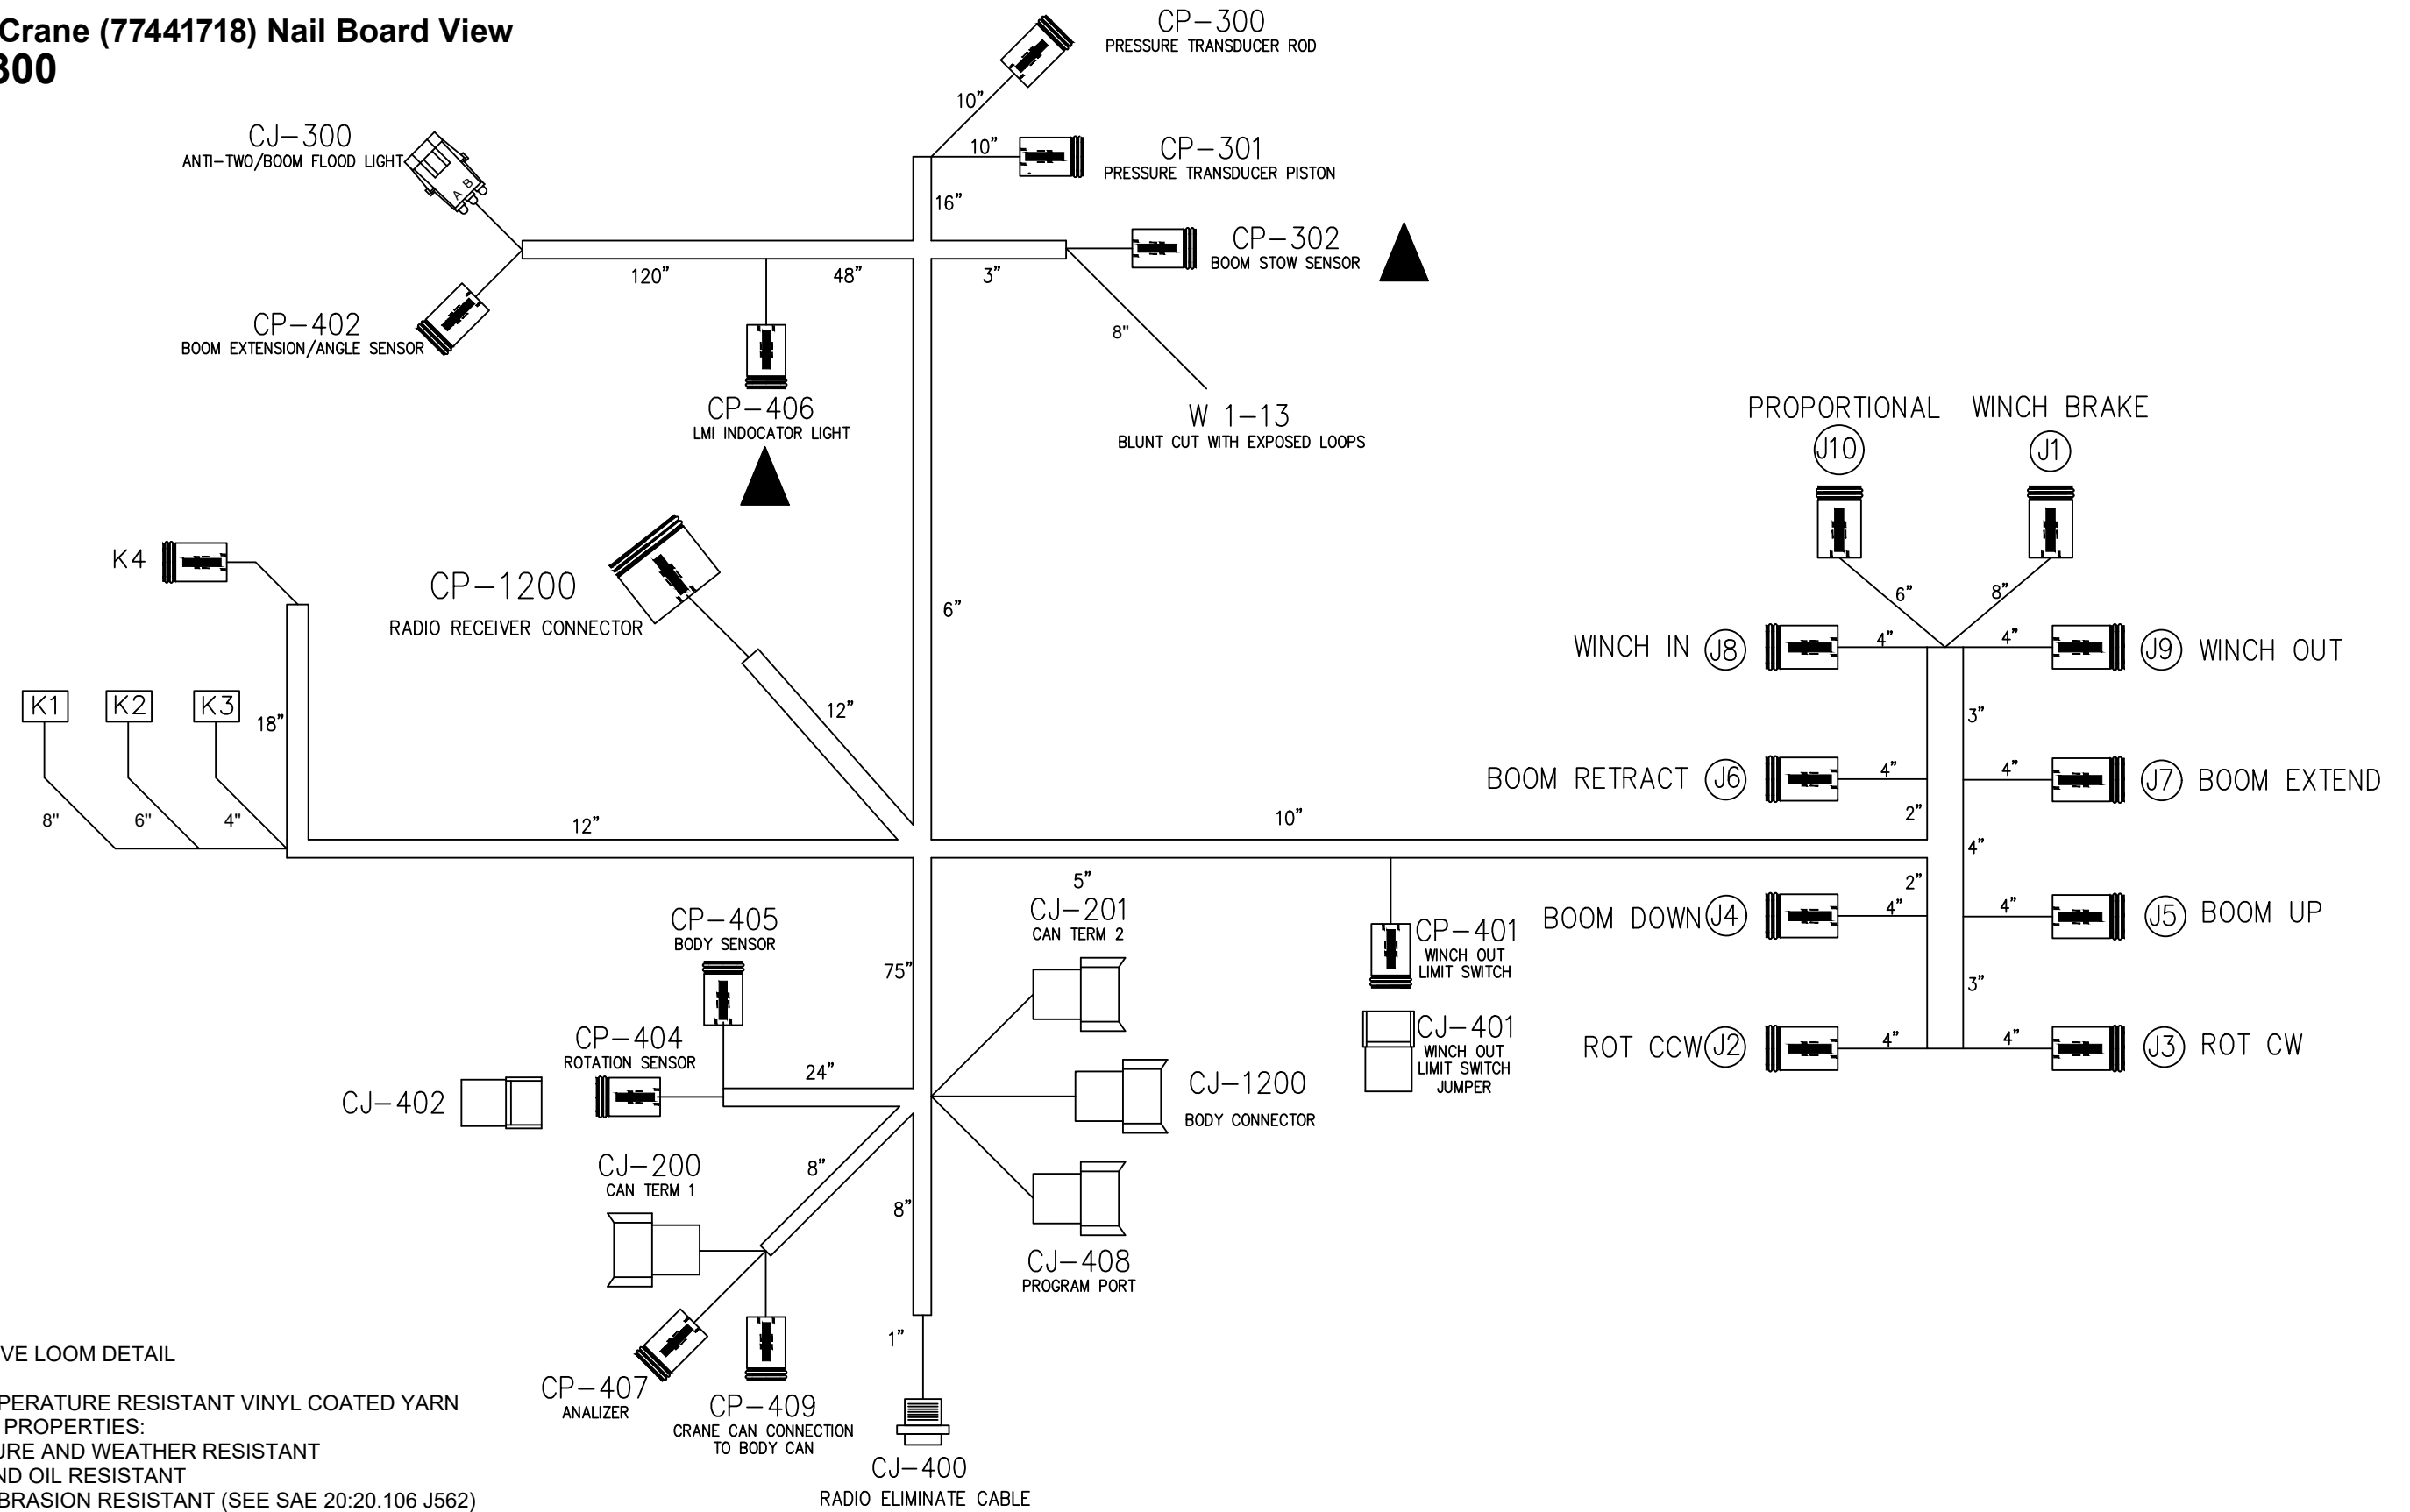 Crane (77441718) Nail Board View
300
CP-300
PRESSURE TRANSDUCER ROD
10”
CJ-300
ANTI-TWO/BOOM FLOOD LIGHT
A
B
10”
CP-301
PRESSURE TRANSDUCER PISTON
16”
CP-302
BOOM STOW SENSOR
120”
48”
3”
CP-402
BOOM EXTENSION/ANGLE SENSOR
8"
CP-406
LMI INDOCATOR LIGHT
W 1-13
BLUNT CUT WITH EXPOSED LOOPS
PROPORTIONAL
WINCH BRAKE
J10
J1
K4
CP-1200
RADIO RECEIVER CONNECTOR
6”
6”
8”
WINCH IN
J8
4”
4”
J9
WINCH OUT
K1
K2
K3
18”
12”
3”
BOOM RETRACT
J6
4”
4”
J7
BOOM EXTEND
8"
6"
4"
12”
10”
2”
4”
5”
2”
CP-405
BODY SENSOR
CJ-201
CAN TERM 2
CP-401
WINCH OUT
LIMIT SWITCH
BOOM DOWN
J4
4”
4”
J5
BOOM UP
75”
3”
CP-404
ROTATION SENSOR
CJ-401
WINCH OUT
LIMIT SWITCH
JUMPER
ROT CCW
J2
4”
4”
J3
ROT CW
24”
CJ-402
CJ-1200
BODY CONNECTOR
CJ-200
CAN TERM 1
8”
8”
CJ-408
PROGRAM PORT
1”
CP-407
ANALIZER
CP-409
CRANE CAN CONNECTION
TO BODY CAN
CJ-400
RADIO ELIMINATE CABLE
VE LOOM DETAIL
PERATURE RESISTANT VINYL COATED YARN
PROPERTIES:
URE AND WEATHER RESISTANT
ND OIL RESISTANT
BRASION RESISTANT (SEE SAE 20:20.106 J562)